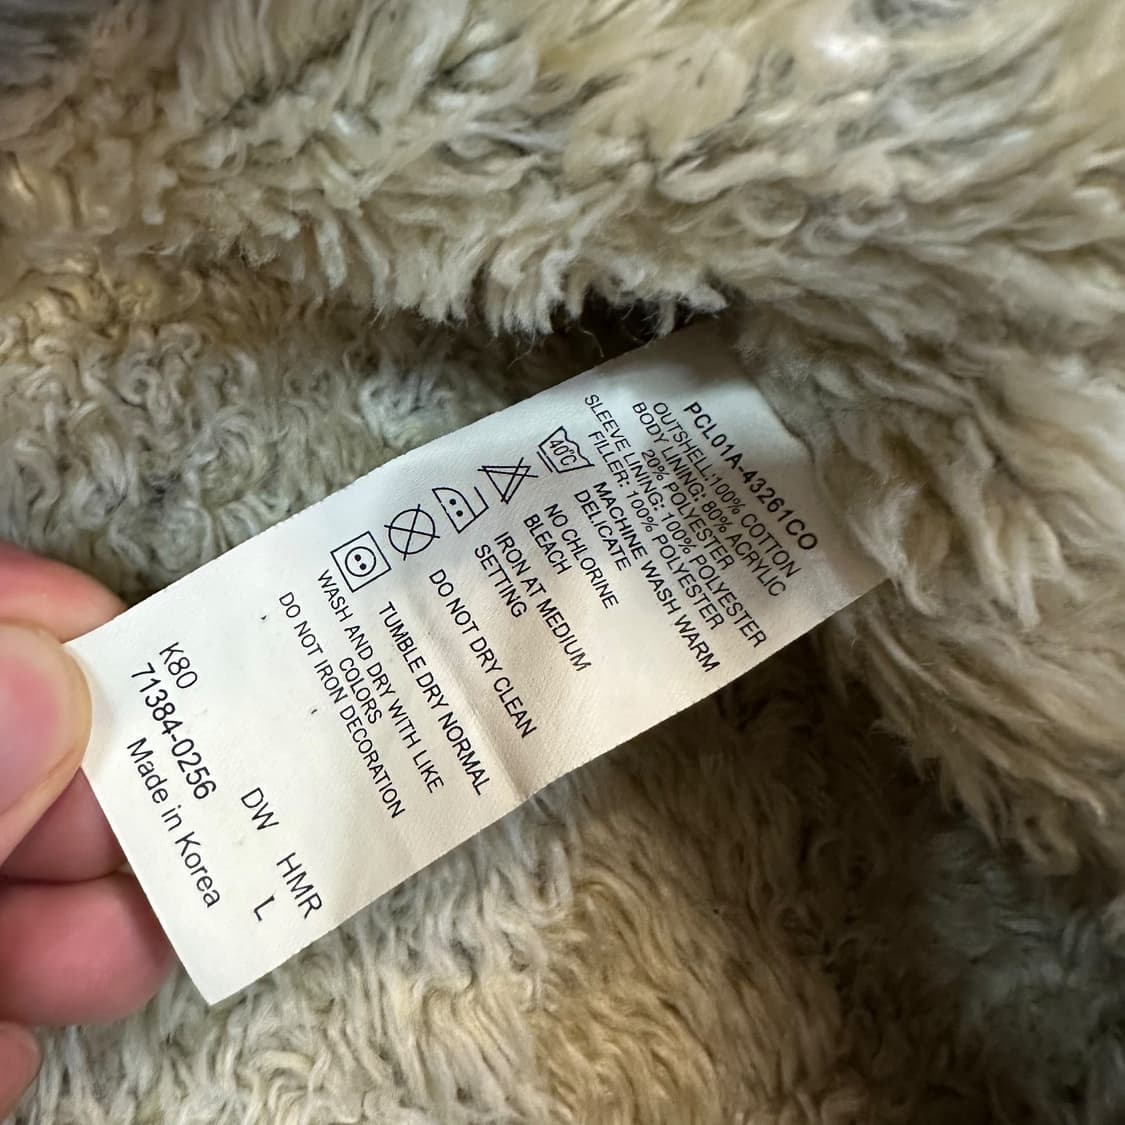 PCL01A-43261CO
OUTSHELL:100% COTTON
BODY LINING: 80% ACRYLIC
20% POLYESTER
SLEEVE LINING: 100% POLYESTER
FILLER: 100% POLYESTER
40°C
MACHINE WASH WARM
DELICATE
NO CHLORINE
BLEACH
IRON AT MEDIUM
SETTING
DO NOT DRY CLEAN
TUMBLE DRY NORMAL
WASH AND DRY WITH LIKE
COLORS
DO NOT IRON DECORATION
DW HMR
L
K80
71384-0256
Made in Korea